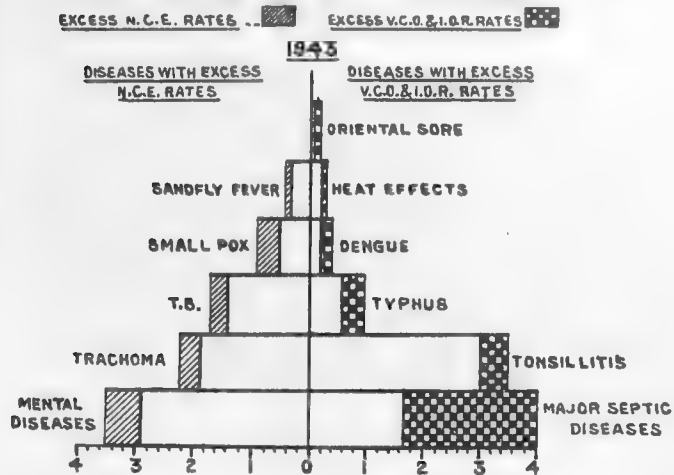 EXCESS N.C.E. RATES ..
EXCESS V.C.O. & I.O.R. RATES
1943
DISEASES WITH EXCESS
N.C.E. RATES
DISEASES WITH EXCESS
V.C.O. & I.O.R. RATES
ORIENTAL SORE
SANDFLY FEVER
HEAT EFFECTS
SMALL POX
DENGUE
T.B.
TYPHUS
TRACHOMA
TONSILLITIS
MENTAL
DISEASES
MAJOR SEPTIC
DISEASES
4 3 2 1 0 1 2 3 4